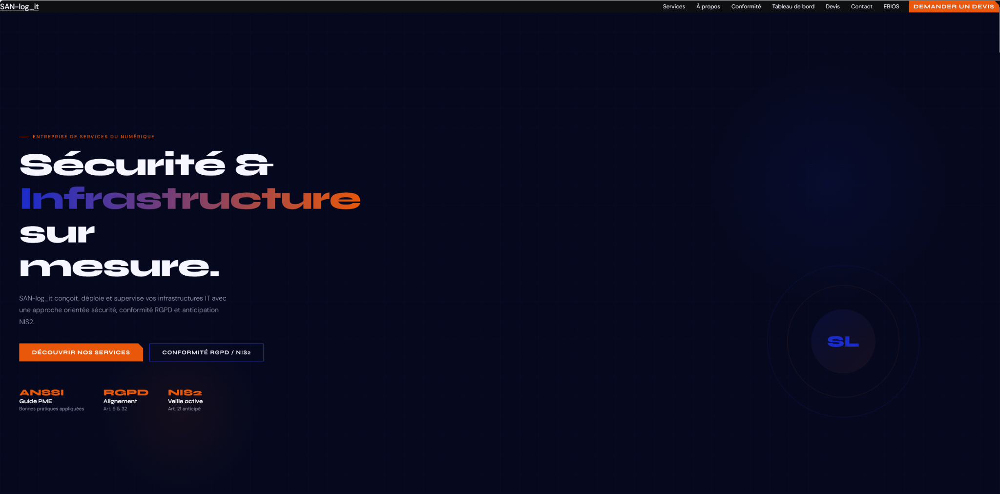 SAN-log_it
Services À propos Conformité Tableau de bord Devis Contact EBIOS DEMANDER UN DEVIS
ENTREPRISE DE SERVICES DU NUMÉRIQUE
Sécurité &
Infrastructure
sur
mesure.
SAN-log_it conçoit, déploie et supervise vos infrastructures IT avec
une approche orientée sécurité, conformité RGPD et anticipation
NIS2.
DÉCOUVRIR NOS SERVICES CONFORMITÉ RGPD / NIS2
SL
ANSSI RGPD NIS2
Guide PME Alignement Veille active
Bonnes pratiques appliquées Art. 5 & 32 Art. 21 anticipé